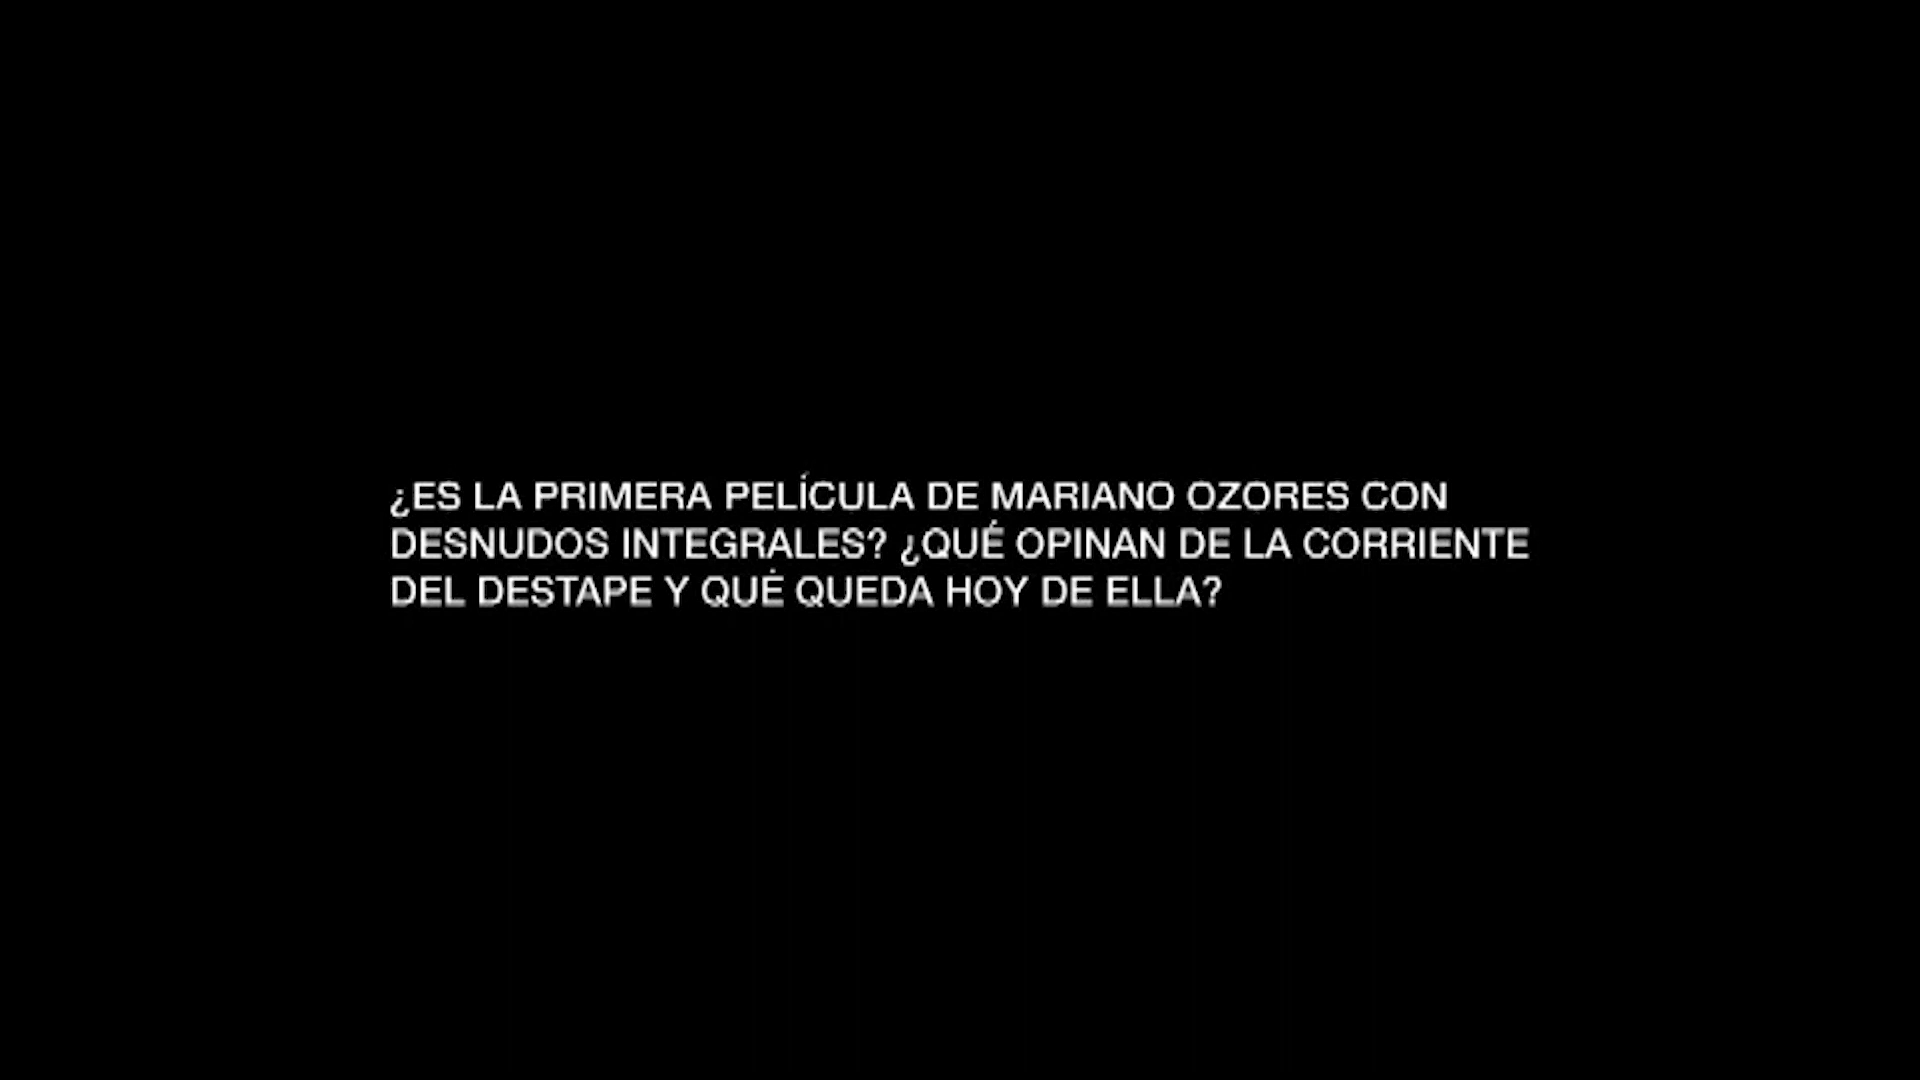 ¿ES LA PRIMERA PELÍCULA DE MARIANO OZORES CON
DESNUDOS INTEGRALES? ¿QUÉ OPINAN DE LA CORRIENTE
DEL DESTAPE Y QUÉ QUEDA HOY DE ELLA?